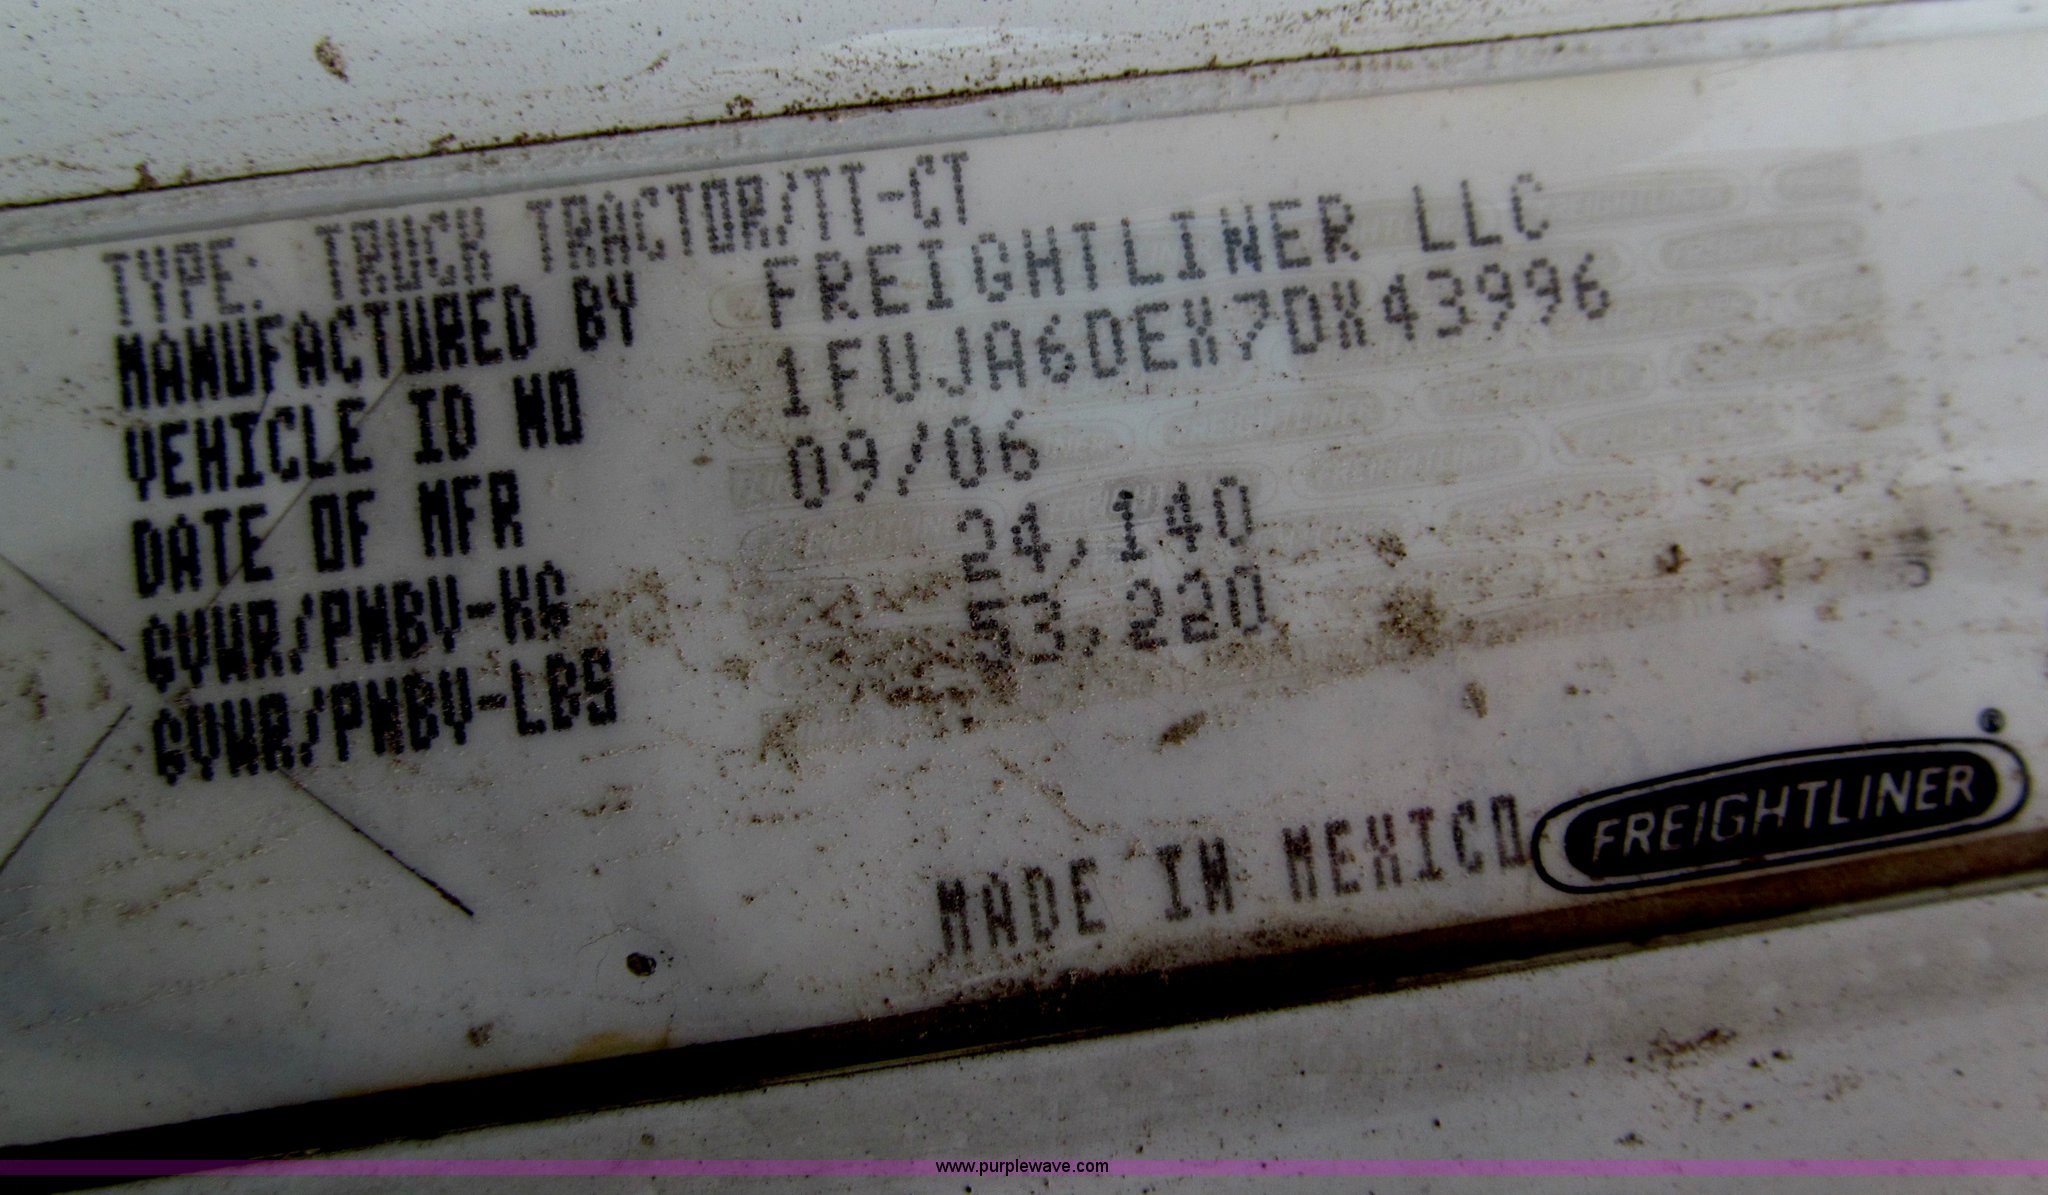 TYPE: TRUCK TRACTOR/TT-CT
MANUFACTURED BY FREIGHTLINER LLC
VEHICLE ID NO 1FUJA6DEX7DX43996
DATE OF MFR 09/06
GVWR/PNBV-KG 24,140
GVWR/PNBV-LBS 53,220
MADE IN MEXICO
FREIGHTLINER®
www.purplewave.com